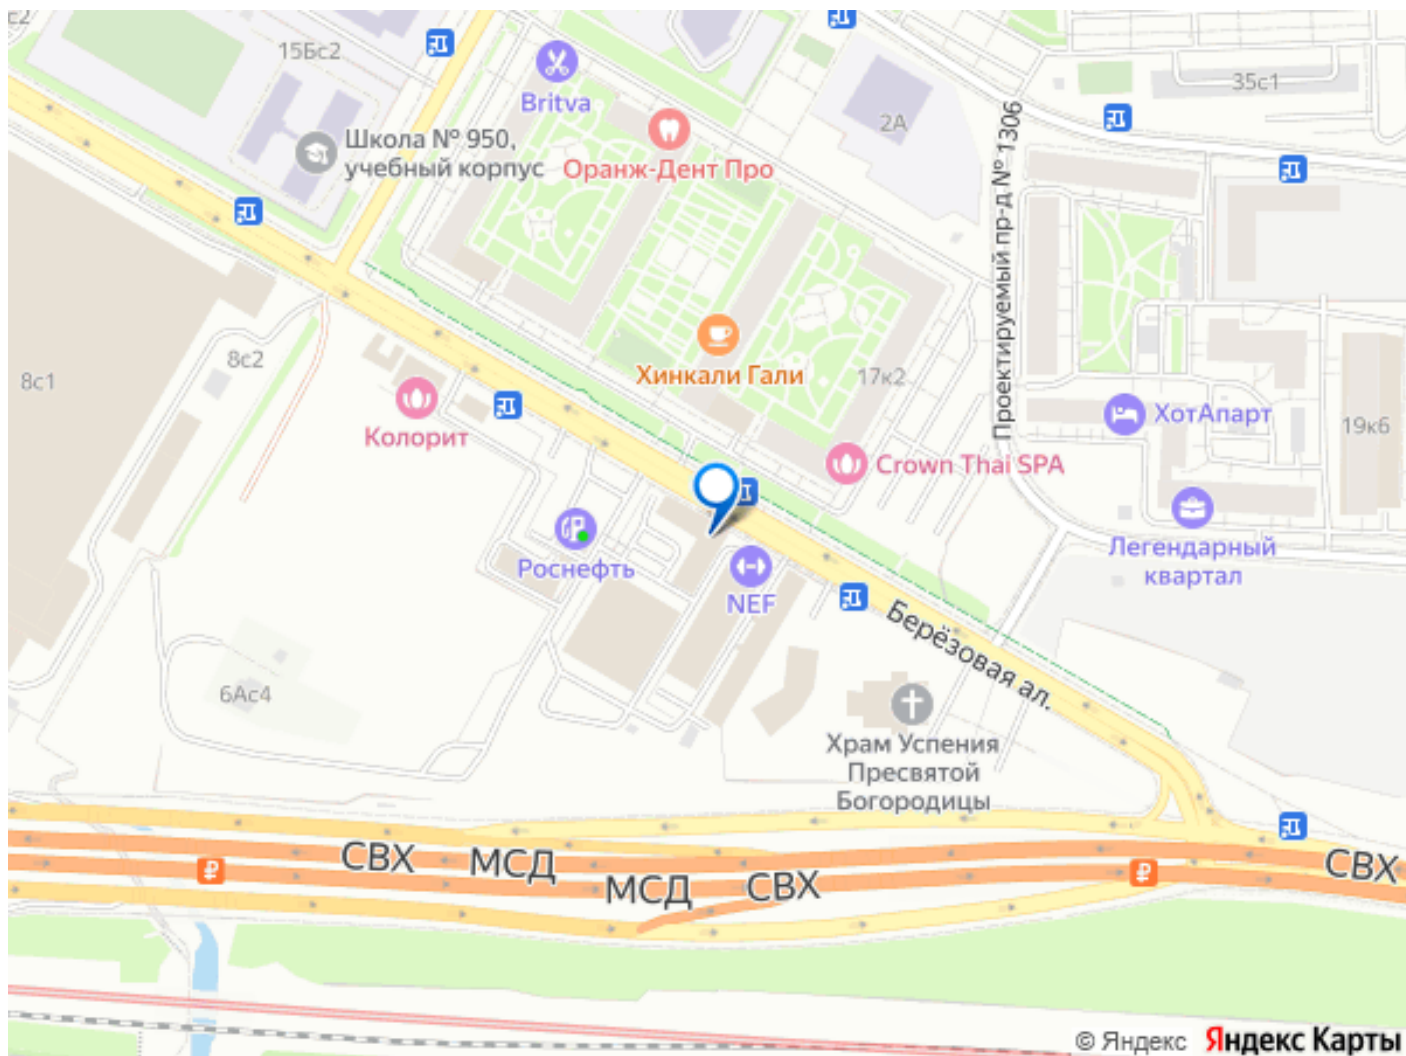 c2
15Бс2
Britva
Школа № 950,
учебный корпус
Оранж-Дент Про
2А
35с1
Проектируемый пр-д № 1306
8с2
8с1
Хинкали Гали
17к2
Колорит
ХотАпарт
19к6
Crown Thai SPA
Роснефть
NEF
Легендарный
квартал
Берёзовая ал.
6Ас4
Храм Успения
Пресвятой
Богородицы
СВХ
МСД
МСД
СВХ
СВХ
© Яндекс Яндекс Карты